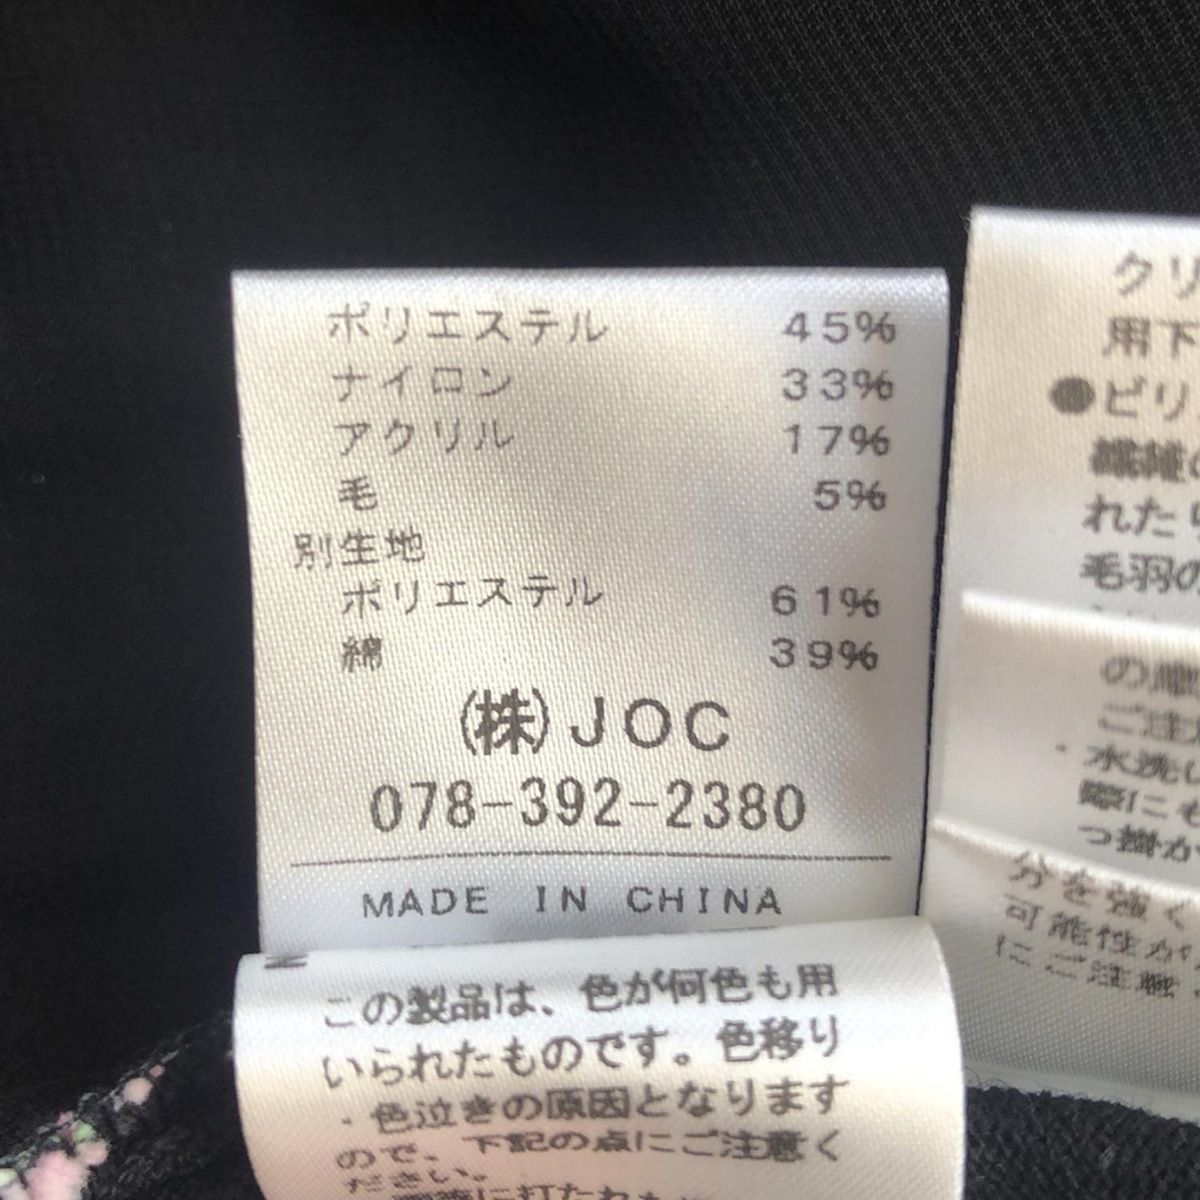 ポリエステル 45%
ナイロン 33%
アクリル 17%
毛 5%
別生地
ポリエステル 61%
綿 39%
(株)JOC
078-392-2380
MADE IN CHINA
この製品は、色が何色も用
いられたものです。色移り
・色泣きの原因となります
ので、下記の点にご注意く
ださい。
クリ
用下
●ピリ
繊維の
れたり
毛羽の
の摩
ご注意
・水洗い
際にも
っ掛か
分を強く
可能性が
にご注意